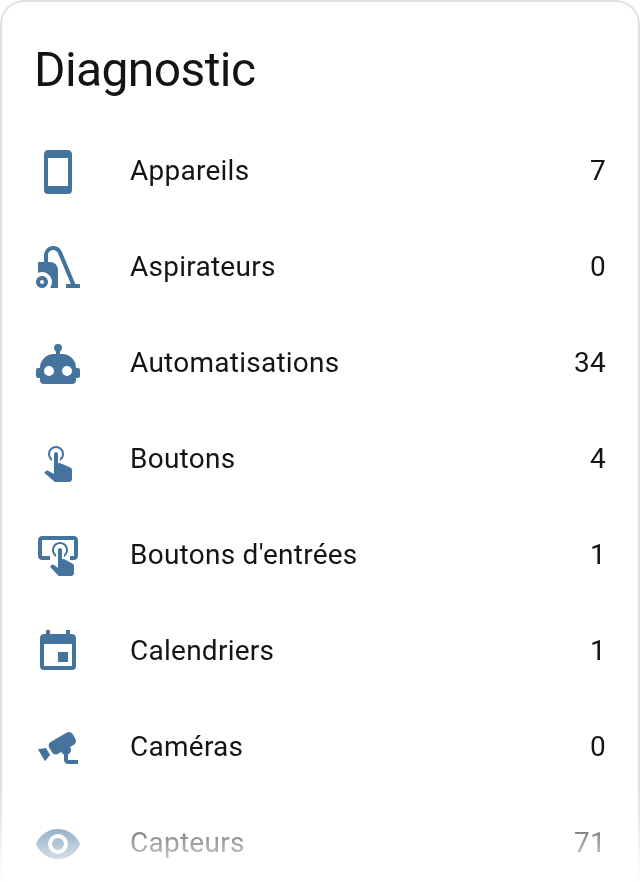 Diagnostic
Appareils 7
Aspirateurs 0
Automatisations 34
Boutons 4
Boutons d'entrées 1
Calendriers 1
Caméras 0
Capteurs 71